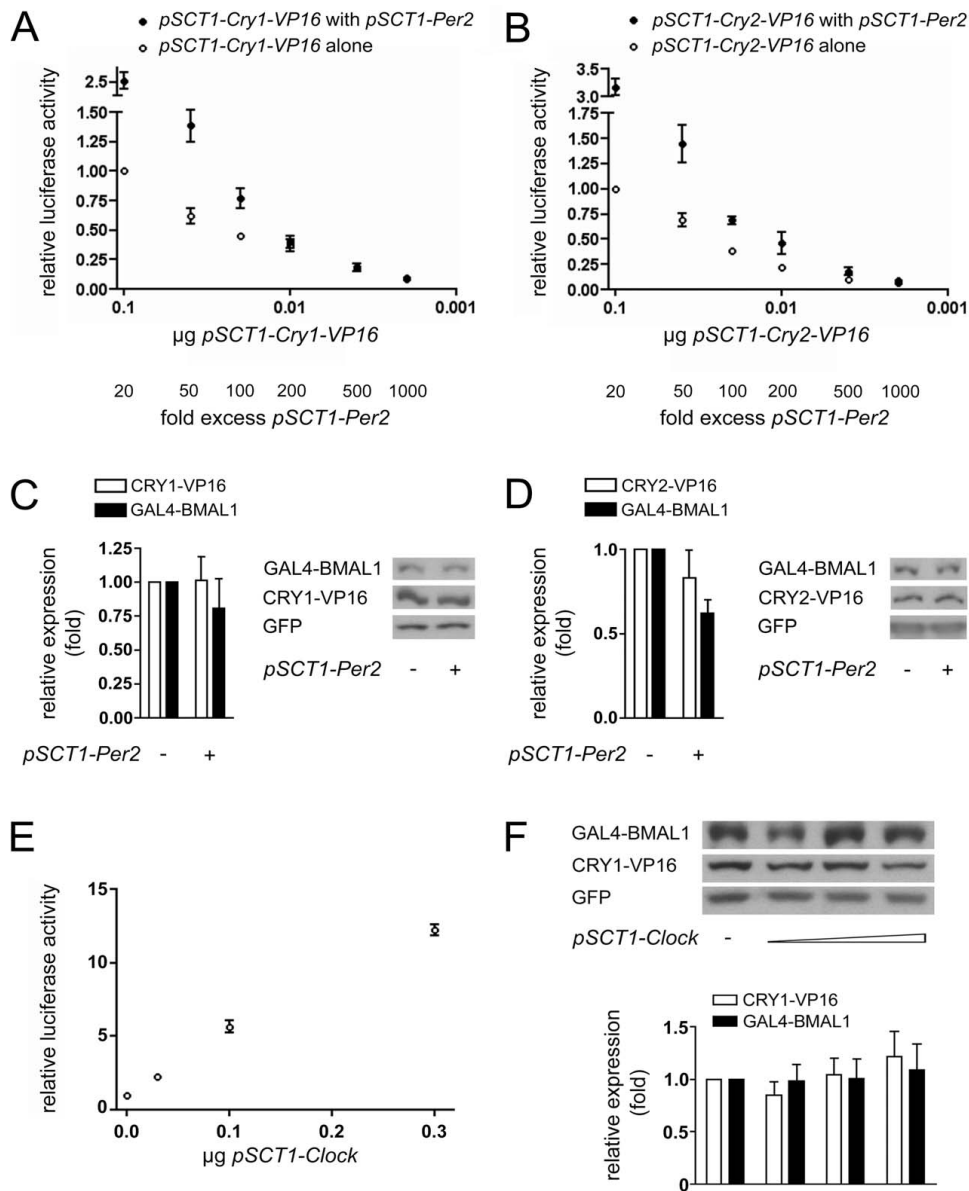 A
pSCT1-Cry1-VP16 with pSCT1-Per2
pSCT1-Cry1-VP16 alone
relative luciferase activity
2.5
1.50
1.25
1.00
0.75
0.50
0.25
0.00
0.1 0.01 0.001
µg pSCT1-Cry1-VP16
20 50 100 200 500 1000
fold excess pSCT1-Per2
B
pSCT1-Cry2-VP16 with pSCT1-Per2
pSCT1-Cry2-VP16 alone
relative luciferase activity
3.5
3.0
1.50
1.25
1.00
0.75
0.50
0.25
0.00
0.1 0.01 0.001
µg pSCT1-Cry2-VP16
20 50 100 200 500 1000
fold excess pSCT1-Per2
C
CRY1-VP16
GAL4-BMAL1
relative expression
(fold)
1.25
1.00
0.75
0.50
0.25
0.00
pSCT1-Per2 - +
GAL4-BMAL1
CRY1-VP16
GFP
pSCT1-Per2 - +
D
CRY2-VP16
GAL4-BMAL1
relative expression
(fold)
1.0
0.5
0.0
pSCT1-Per2 - +
GAL4-BMAL1
CRY2-VP16
GFP
pSCT1-Per2 - +
E
relative luciferase activity
15
10
5
0
0.0 0.1 0.2 0.3
µg pSCT1-Clock
F
GAL4-BMAL1
CRY1-VP16
GFP
pSCT1-Clock -
CRY1-VP16
GAL4-BMAL1
relative expression
(fold)
1.5
1.0
0.5
0